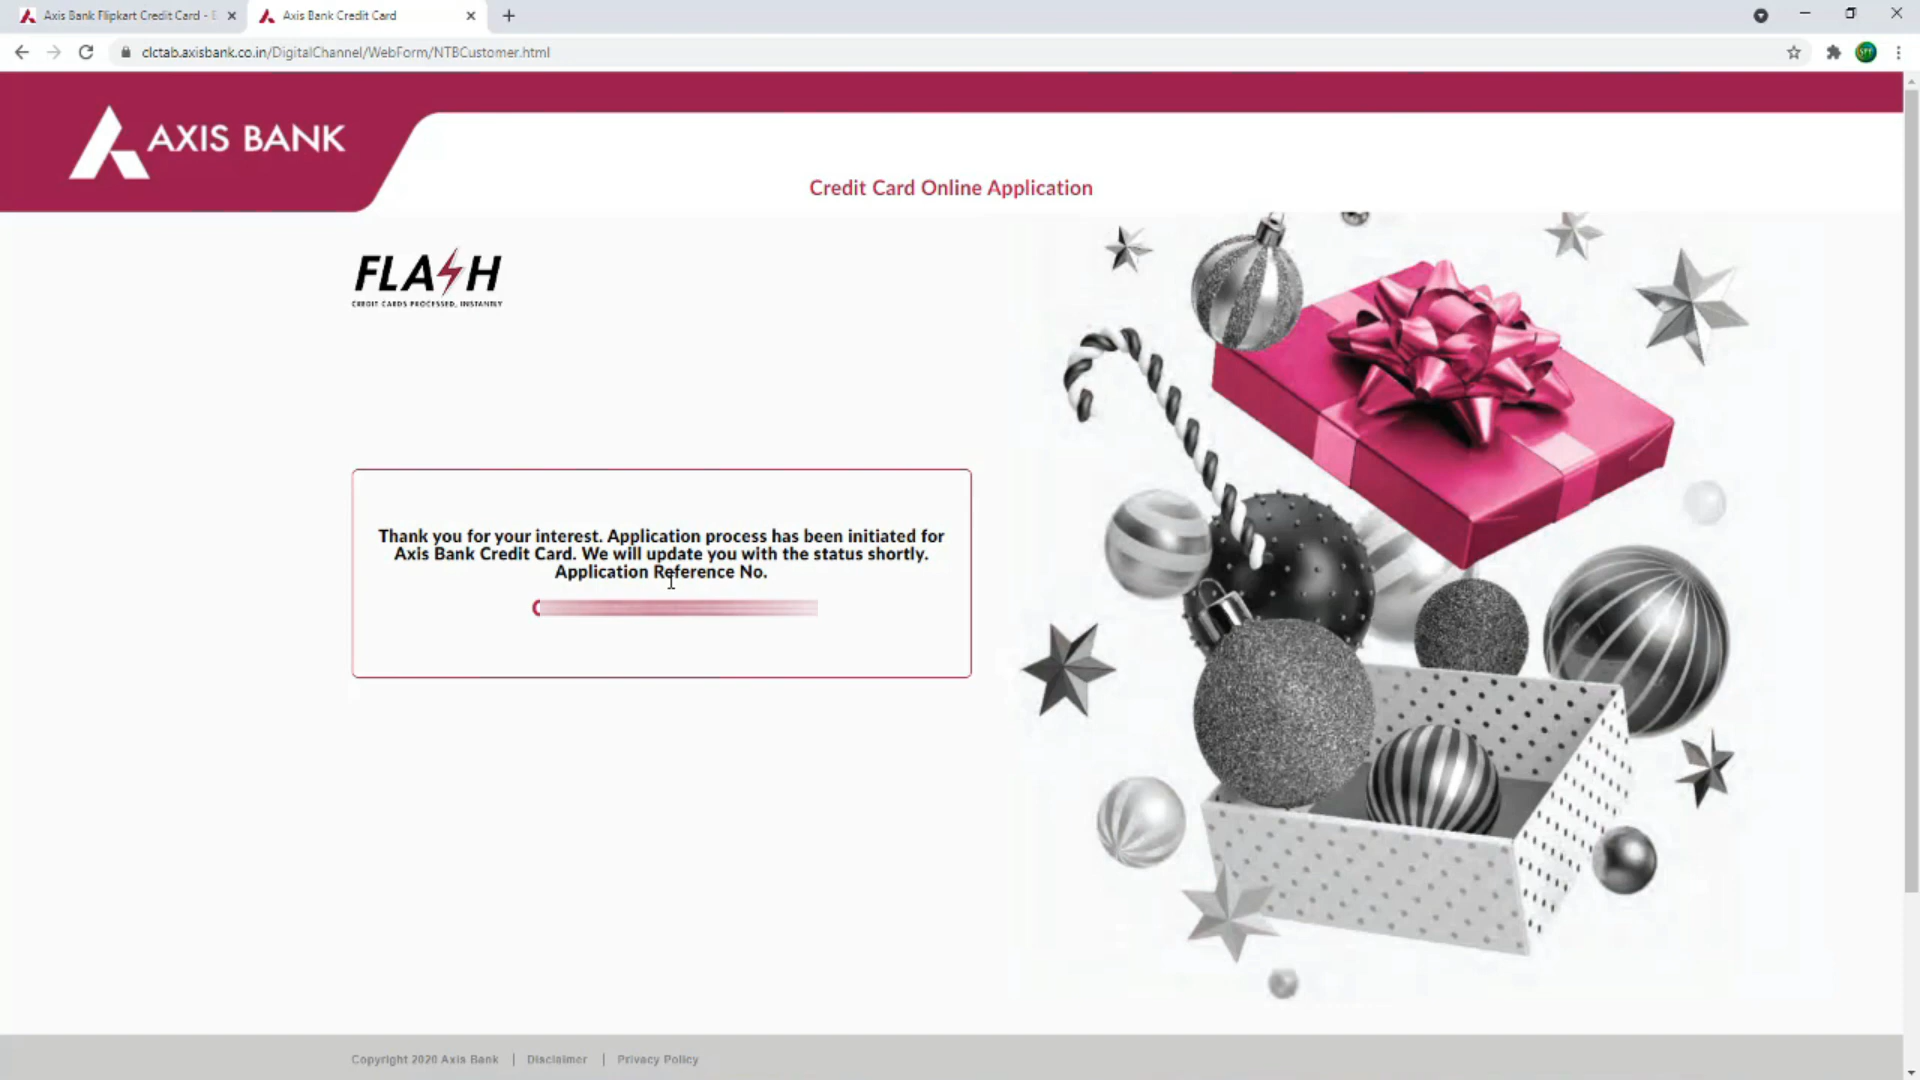 Axis Bank Flipkart Credit Card -
Axis Bank Credit Card
clctab.axisbank.co.in/DigitalChannel/WebForm/NTBCustomer.html
AXIS BANK
Credit Card Online Application
FLASH
CREDIT CARDS PROCESSED, INSTANTLY
Thank you for your interest. Application process has been initiated for
Axis Bank Credit Card. We will update you with the status shortly.
Application Reference No.
Copyright 2020 Axis Bank | Disclaimer | Privacy Policy